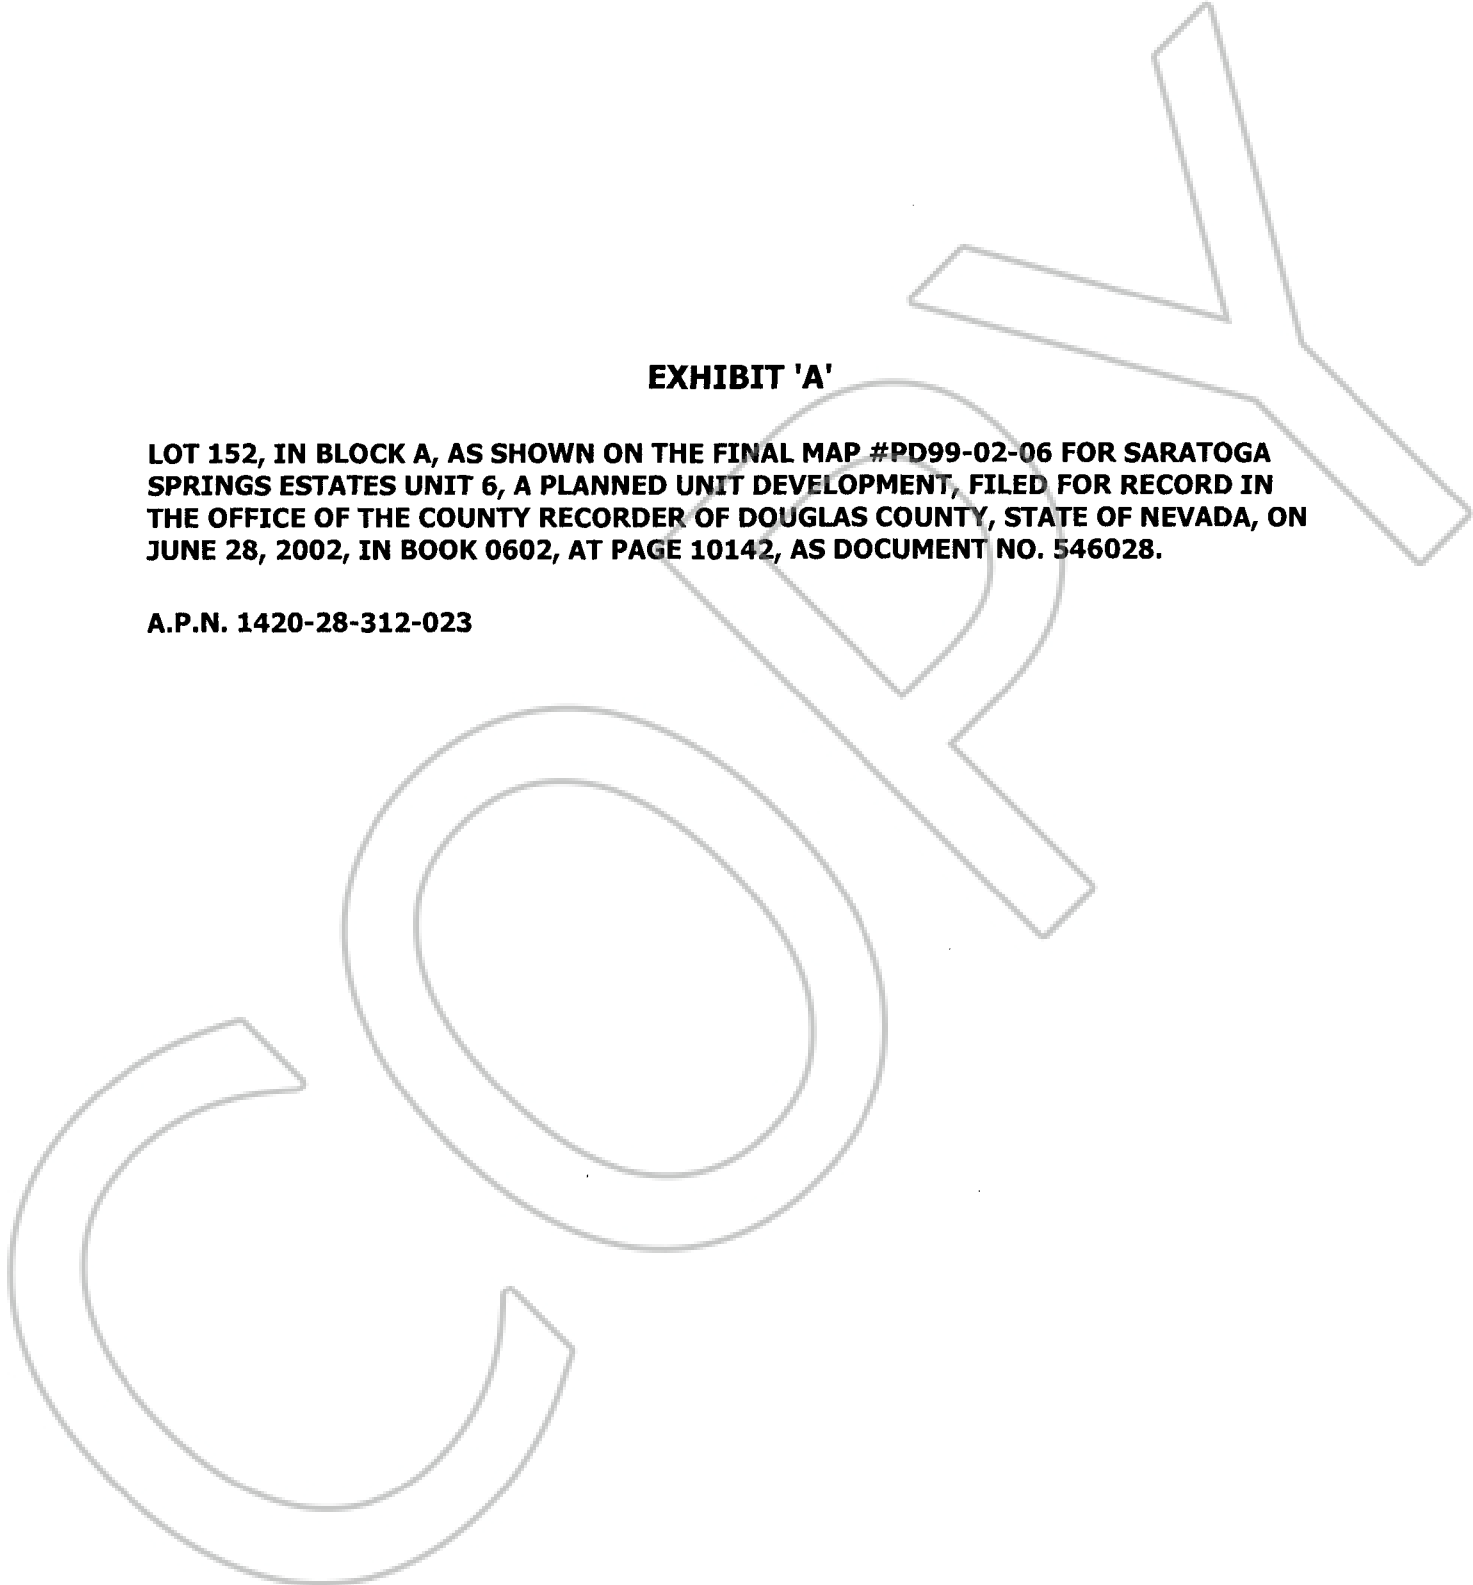 EXHIBIT 'A'
LOT 152, IN BLOCK A, AS SHOWN ON THE FINAL MAP #PD99-02-06 FOR SARATOGA
SPRINGS ESTATES UNIT 6, A PLANNED UNIT DEVELOPMENT, FILED FOR RECORD IN
THE OFFICE OF THE COUNTY RECORDER OF DOUGLAS COUNTY, STATE OF NEVADA, ON
JUNE 28, 2002, IN BOOK 0602, AT PAGE 10142, AS DOCUMENT NO. 546028.
A.P.N. 1420-28-312-023
COPY